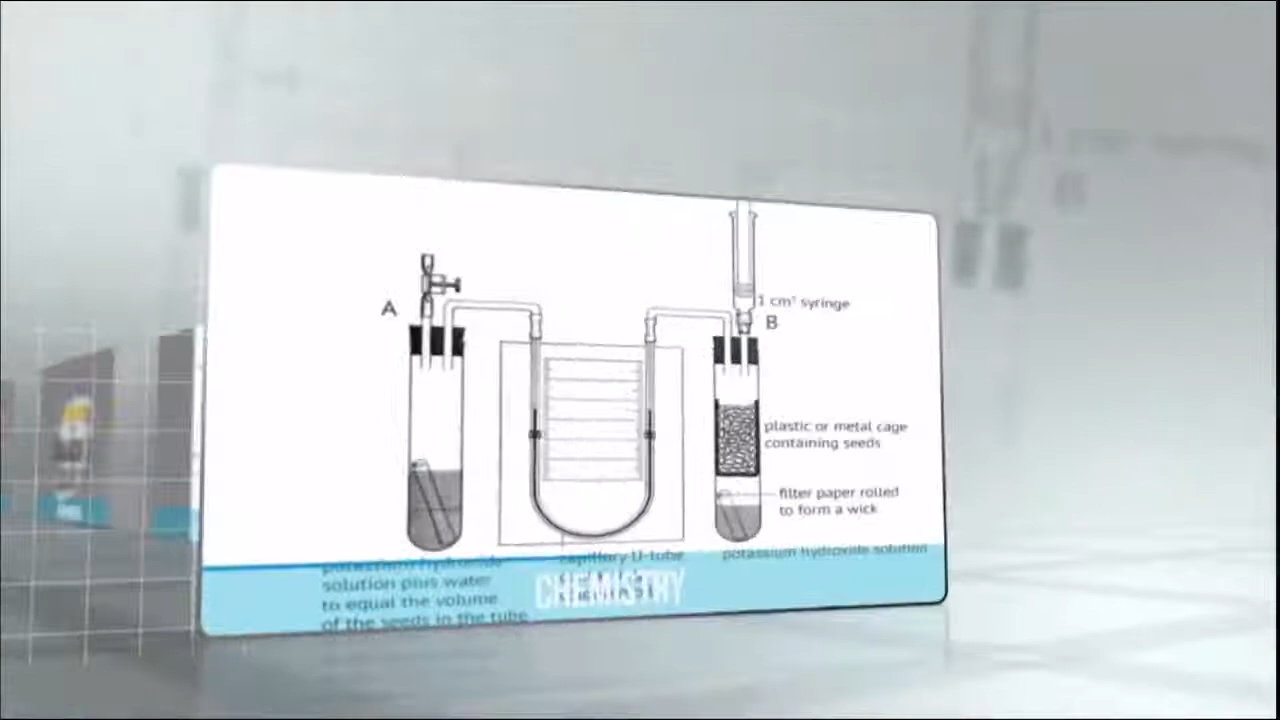 A
1 cm³ syringe
B
plastic or metal cage
containing seeds
filter paper rolled
to form a wick
potassium hydroxide solution
capillary U-tube
potassium hydroxide
solution plus water
to equal the volume
of the seeds in the tube
CHEMISTRY